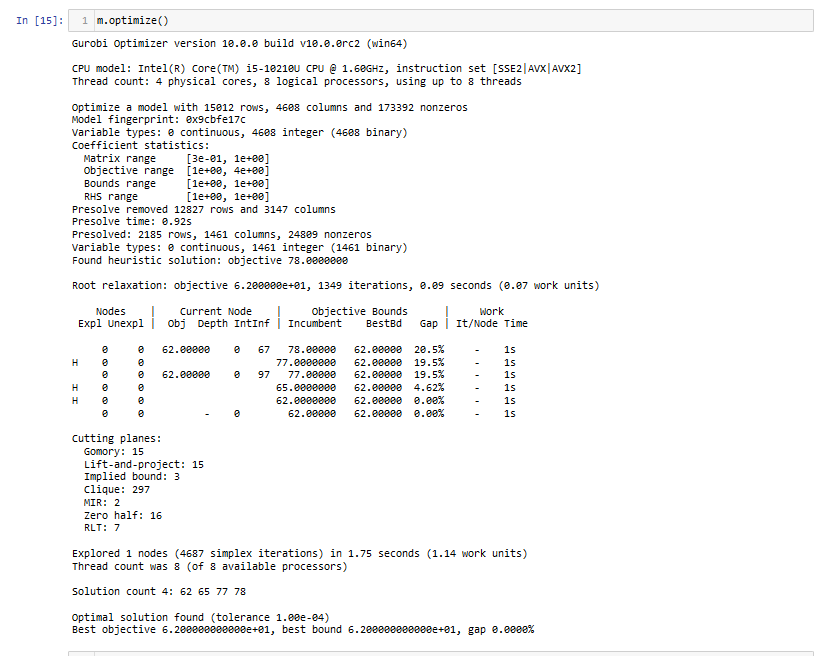 In [15]: 1 m.optimize()
Gurobi Optimizer version 10.0.0 build v10.0.0rc2 (win64)
CPU model: Intel(R) Core(TM) i5-10210U CPU @ 1.60GHz, instruction set [SSE2|AVX|AVX2]
Thread count: 4 physical cores, 8 logical processors, using up to 8 threads
Optimize a model with 15012 rows, 4608 columns and 173392 nonzeros
Model fingerprint: 0x9cbfe17c
Variable types: 0 continuous, 4608 integer (4608 binary)
Coefficient statistics:
  Matrix range     [3e-01, 1e+00]
  Objective range  [1e+00, 4e+00]
  Bounds range     [1e+00, 1e+00]
  RHS range        [1e+00, 1e+00]
Presolve removed 12827 rows and 3147 columns
Presolve time: 0.92s
Presolved: 2185 rows, 1461 columns, 24809 nonzeros
Variable types: 0 continuous, 1461 integer (1461 binary)
Found heuristic solution: objective 78.0000000
Root relaxation: objective 6.200000e+01, 1349 iterations, 0.09 seconds (0.07 work units)
    Nodes    |    Current Node    |     Objective Bounds      |     Work
 Expl Unexpl |  Obj  Depth IntInf | Incumbent    BestBd   Gap | It/Node Time
     0     0   62.00000    0   67   78.00000   62.00000  20.5%     -    1s
H    0     0                      77.0000000   62.00000  19.5%     -    1s
     0     0   62.00000    0   97   77.00000   62.00000  19.5%     -    1s
H    0     0                      65.0000000   62.00000  4.62%     -    1s
H    0     0                      62.0000000   62.00000  0.00%     -    1s
     0     0          -    0        62.00000   62.00000  0.00%     -    1s
Cutting planes:
  Gomory: 15
  Lift-and-project: 15
  Implied bound: 3
  Clique: 297
  MIR: 2
  Zero half: 16
  RLT: 7
Explored 1 nodes (4687 simplex iterations) in 1.75 seconds (1.14 work units)
Thread count was 8 (of 8 available processors)
Solution count 4: 62 65 77 78
Optimal solution found (tolerance 1.00e-04)
Best objective 6.200000000000e+01, best bound 6.200000000000e+01, gap 0.0000%